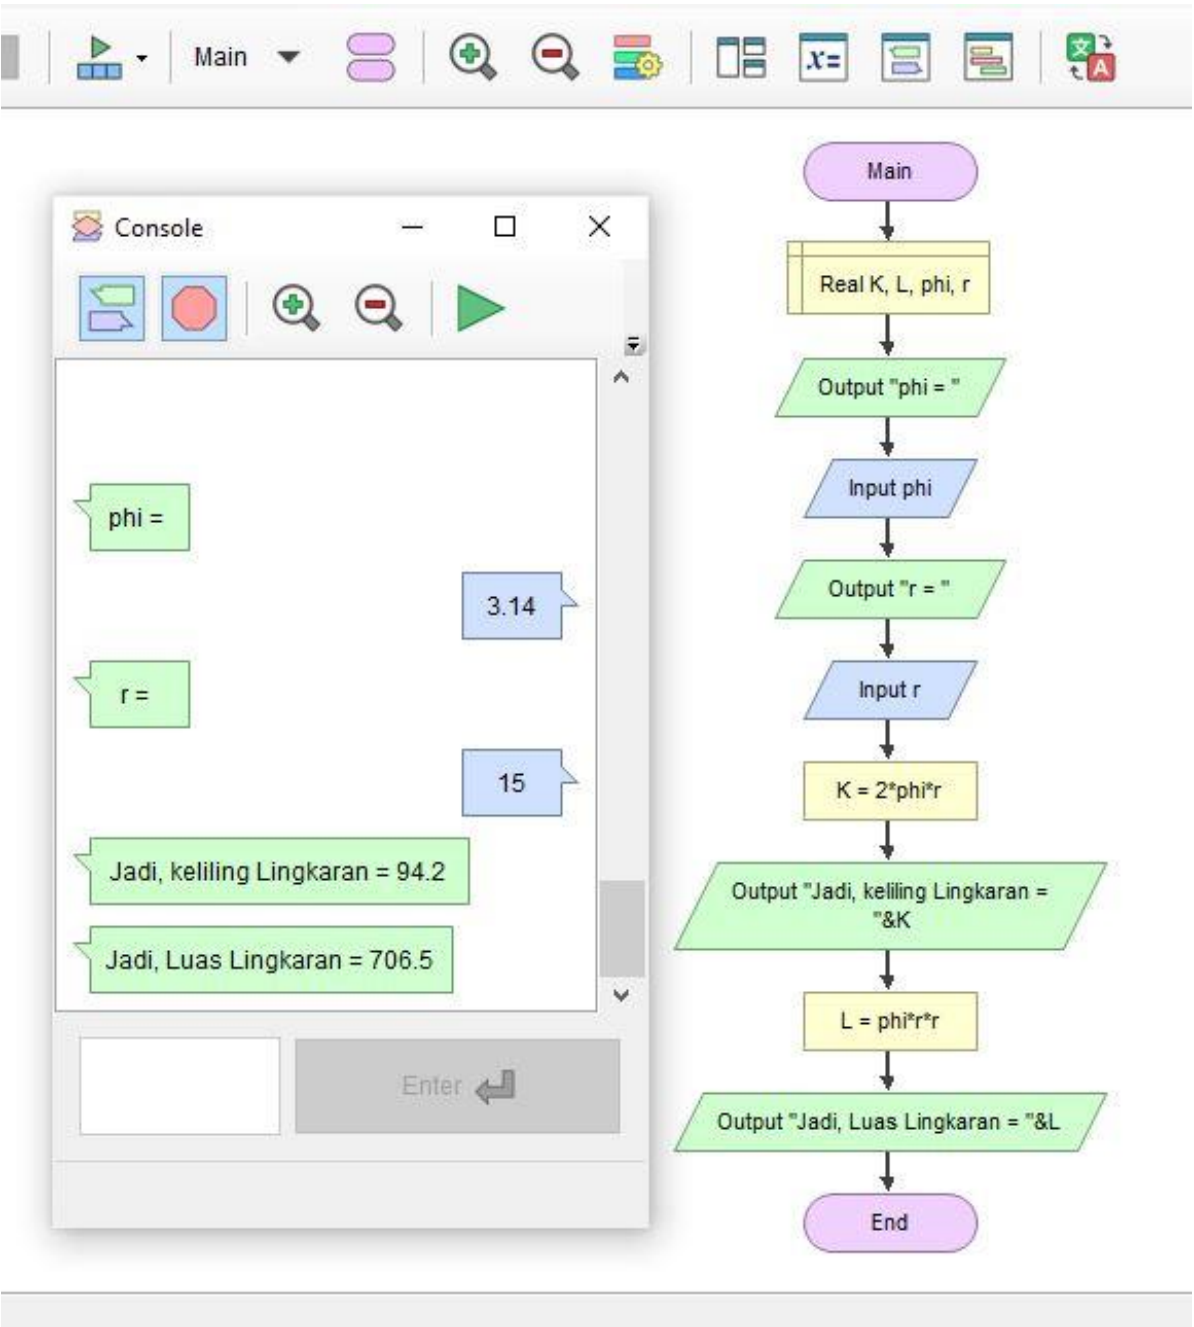 Main
x=
文
A
Console
phi =
3.14
r =
15
Jadi, keliling Lingkaran = 94.2
Jadi, Luas Lingkaran = 706.5
Enter
Main
Real K, L, phi, r
Output "phi = "
Input phi
Output "r = "
Input r
K = 2*phi*r
Output "Jadi, keliling Lingkaran =
"&K
L = phi*r*r
Output "Jadi, Luas Lingkaran = "&L
End